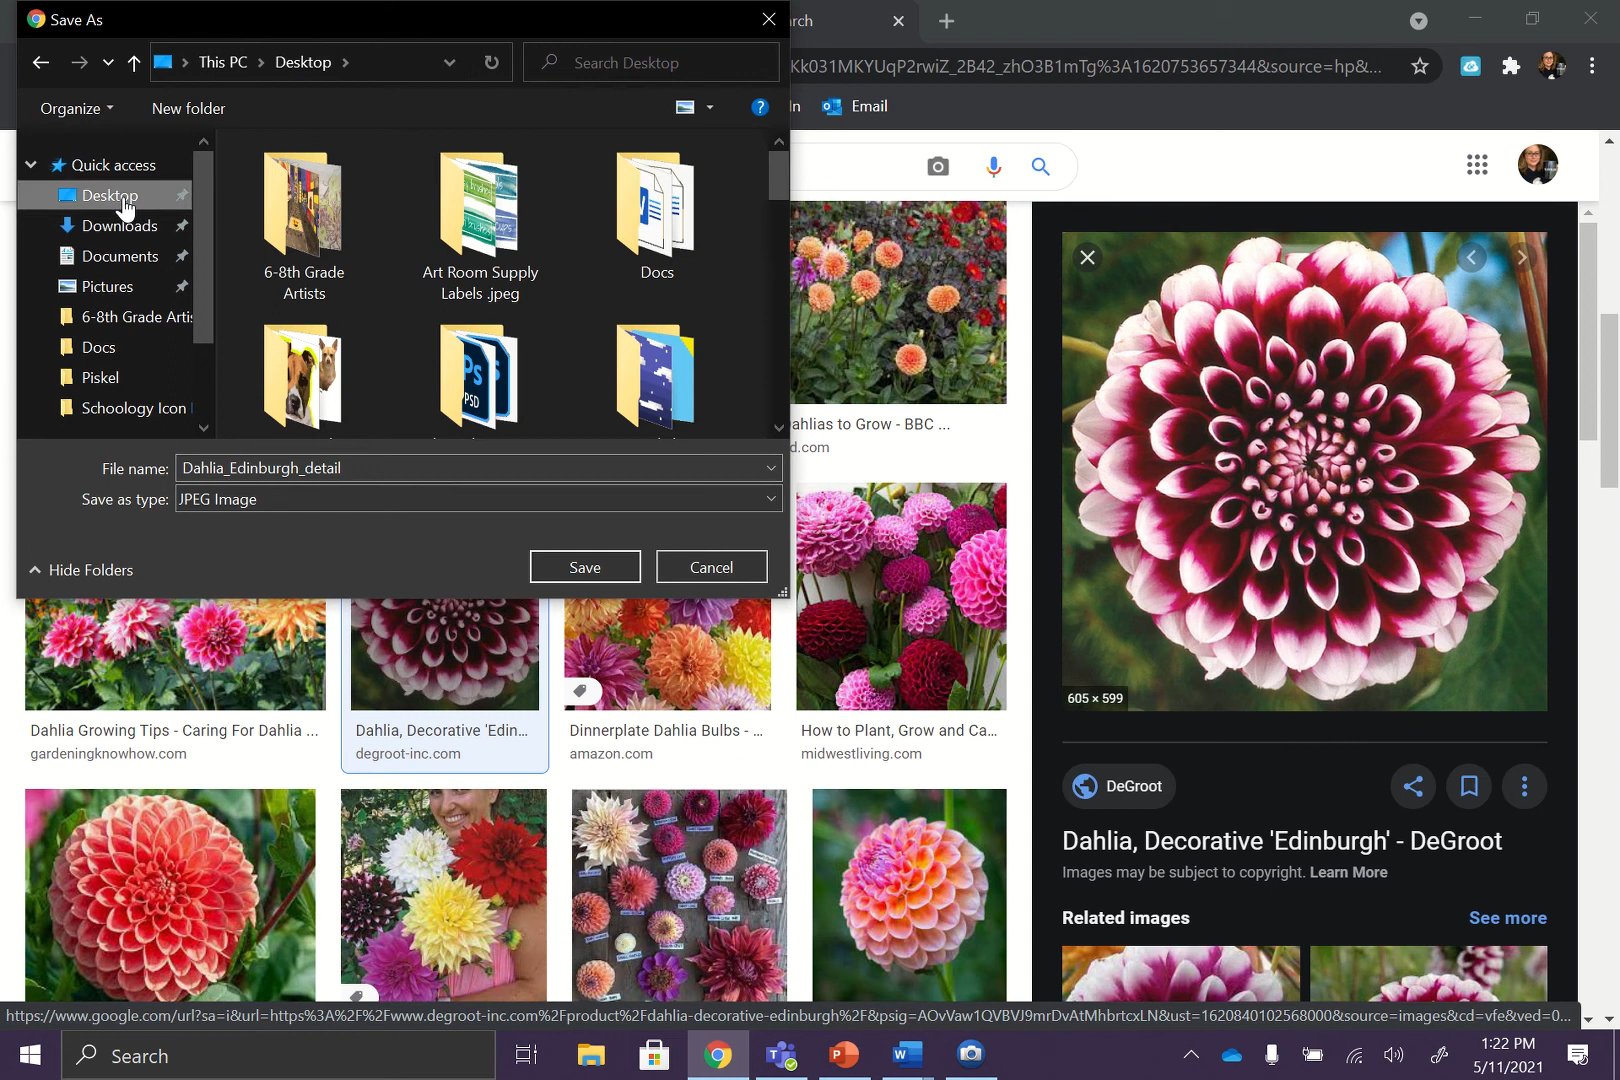 Save As
rch
This PC
Desktop
Search Desktop
Kk031MKYUqP2rwiZ_2B42_zhO3B1mTg%3A1620753657344&source=hp&...
Organize
New folder
In
Email
Quick access
Desktop
Downloads
Documents
Pictures
6-8th Grade Artis
Docs
Piskel
Schoology Icon
6-8th Grade
Artists
Art Room Supply
Labels .jpeg
Docs
PS
PSD
File name:
Dahlia_Edinburgh_detail
Save as type:
JPEG Image
Hide Folders
Save
Cancel
ahlias to Grow - BBC ...
d.com
605 × 599
Dahlia Growing Tips - Caring For Dahlia ...
gardeningknowhow.com
Dahlia, Decorative 'Edin...
degroot-inc.com
Dinnerplate Dahlia Bulbs - ...
amazon.com
How to Plant, Grow and Ca...
midwestliving.com
DeGroot
Dahlia, Decorative 'Edinburgh' - DeGroot
Images may be subject to copyright. Learn More
Related images
See more
https://www.google.com/url?sa=i&url=https%3A%2F%2Fwww.degroot-inc.com%2Fproduct%2Fdahlia-decorative-edinburgh%2F&psig=AOvVaw1QVBVJ9mrDvAtMhbrtcxLN&ust=1620840102568000&source=images&cd=vfe&ved=0...
Search
1:22 PM
5/11/2021